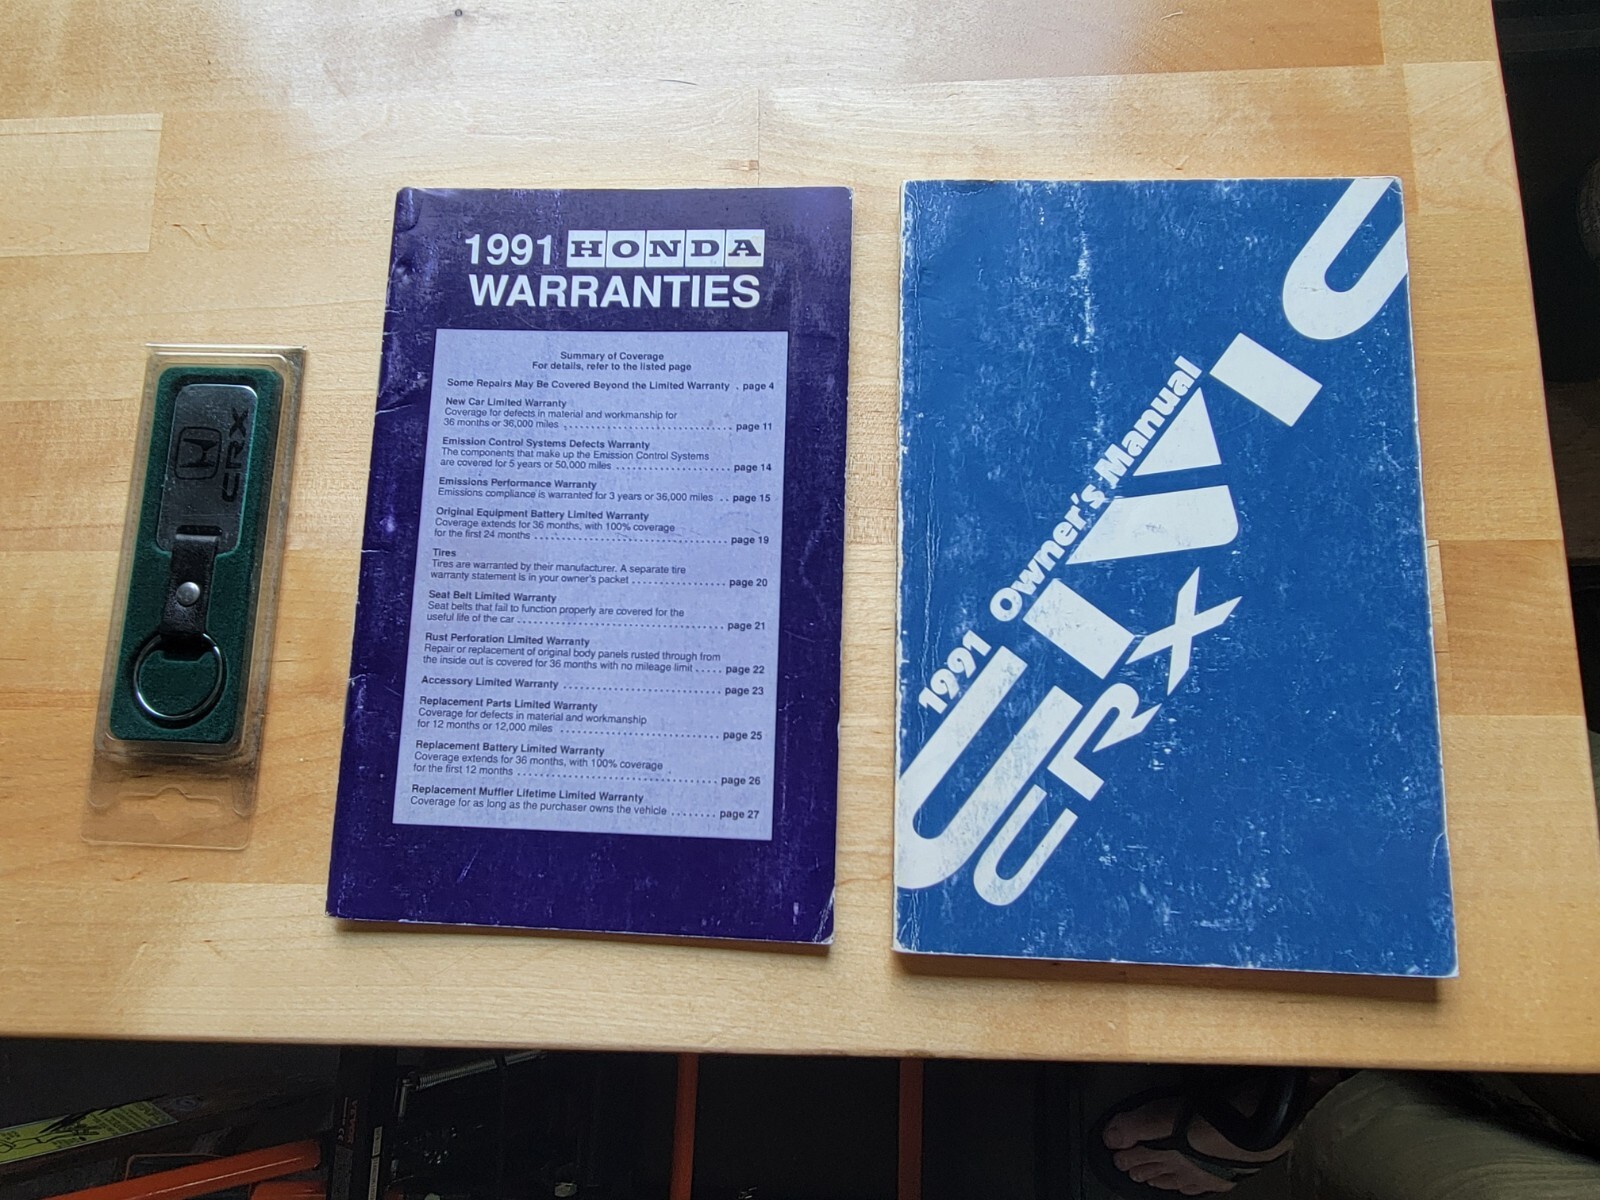 CRX
1991 HONDA
WARRANTIES
Summary of Coverage
For details, refer to the listed page
Some Repairs May Be Covered Beyond the Limited Warranty . page 4
New Car Limited Warranty
Coverage for defects in material and workmanship for
36 months or 36,000 miles .............................. page 11
Emission Control Systems Defects Warranty
The components that make up the Emission Control Systems
are covered for 5 years or 50,000 miles .................... page 14
Emissions Performance Warranty
Emissions compliance is warranted for 3 years or 36,000 miles .. page 15
Original Equipment Battery Limited Warranty
Coverage extends for 36 months, with 100% coverage
for the first 24 months .................................. page 19
Tires
Tires are warranted by their manufacturer. A separate tire
warranty statement is in your owner's packet ................ page 20
Seat Belt Limited Warranty
Seat belts that fail to function properly are covered for the
useful life of the car .................................... page 21
Rust Perforation Limited Warranty
Repair or replacement of original body panels rusted through from
the inside out is covered for 36 months with no mileage limit ..... page 22
Accessory Limited Warranty ............................ page 23
Replacement Parts Limited Warranty
Coverage for defects in material and workmanship
for 12 months or 12,000 miles ............................ page 25
Replacement Battery Limited Warranty
Coverage extends for 36 months, with 100% coverage
for the first 12 months .................................. page 26
Replacement Muffler Lifetime Limited Warranty
Coverage for as long as the purchaser owns the vehicle ........ page 27
1991 Owner's Manual
CIVIC
CRX
VEVOR